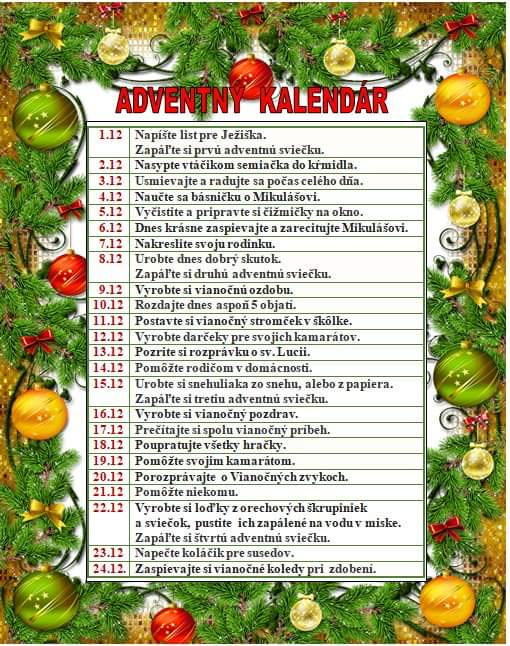 ADVENTNÝ KALENDÁR
1.12 Napíšte list pre Ježiška.
Zapáľte si prvú adventnú sviečku.
2.12 Nasypte vtáčikom semiačka do kŕmidla.
3.12 Usmievajte a radujte sa počas celého dňa.
4.12 Naučte sa básničku o Mikulášovi.
5.12 Vyčistite a pripravte si čižmičky na okno.
6.12 Dnes krásne zaspievajte a zarecitujte Mikulášovi.
7.12 Nakreslite svoju rodinku.
8.12 Urobte dnes dobrý skutok.
Zapáľte si druhú adventnú sviečku.
9.12 Vyrobte si vianočnú ozdobu.
10.12 Rozdajte dnes aspoň 5 objatí.
11.12 Postavte si vianočný stromček v škôlke.
12.12 Vyrobte darčeky pre svojich kamarátov.
13.12 Pozrite si rozprávku o sv. Lucii.
14.12 Pomôžte rodičom v domácnosti.
15.12 Urobte si snehuliaka zo snehu, alebo z papiera.
Zapáľte si tretiu adventnú sviečku.
16.12 Vyrobte si vianočný pozdrav.
17.12 Prečítajte si spolu vianočný príbeh.
18.12 Poupratujte všetky hračky.
19.12 Pomôžte svojim kamarátom.
20.12 Porozprávajte o Vianočných zvykoch.
21.12 Pomôžte niekomu.
22.12 Vyrobte si loďky z orechových škrupiniek
a sviečok, pustite ich zapálené na vodu v miske.
Zapáľte si štvrtú adventnú sviečku.
23.12 Napečte koláčik pre susedov.
24.12. Zaspievajte si vianočné koledy pri zdobení.